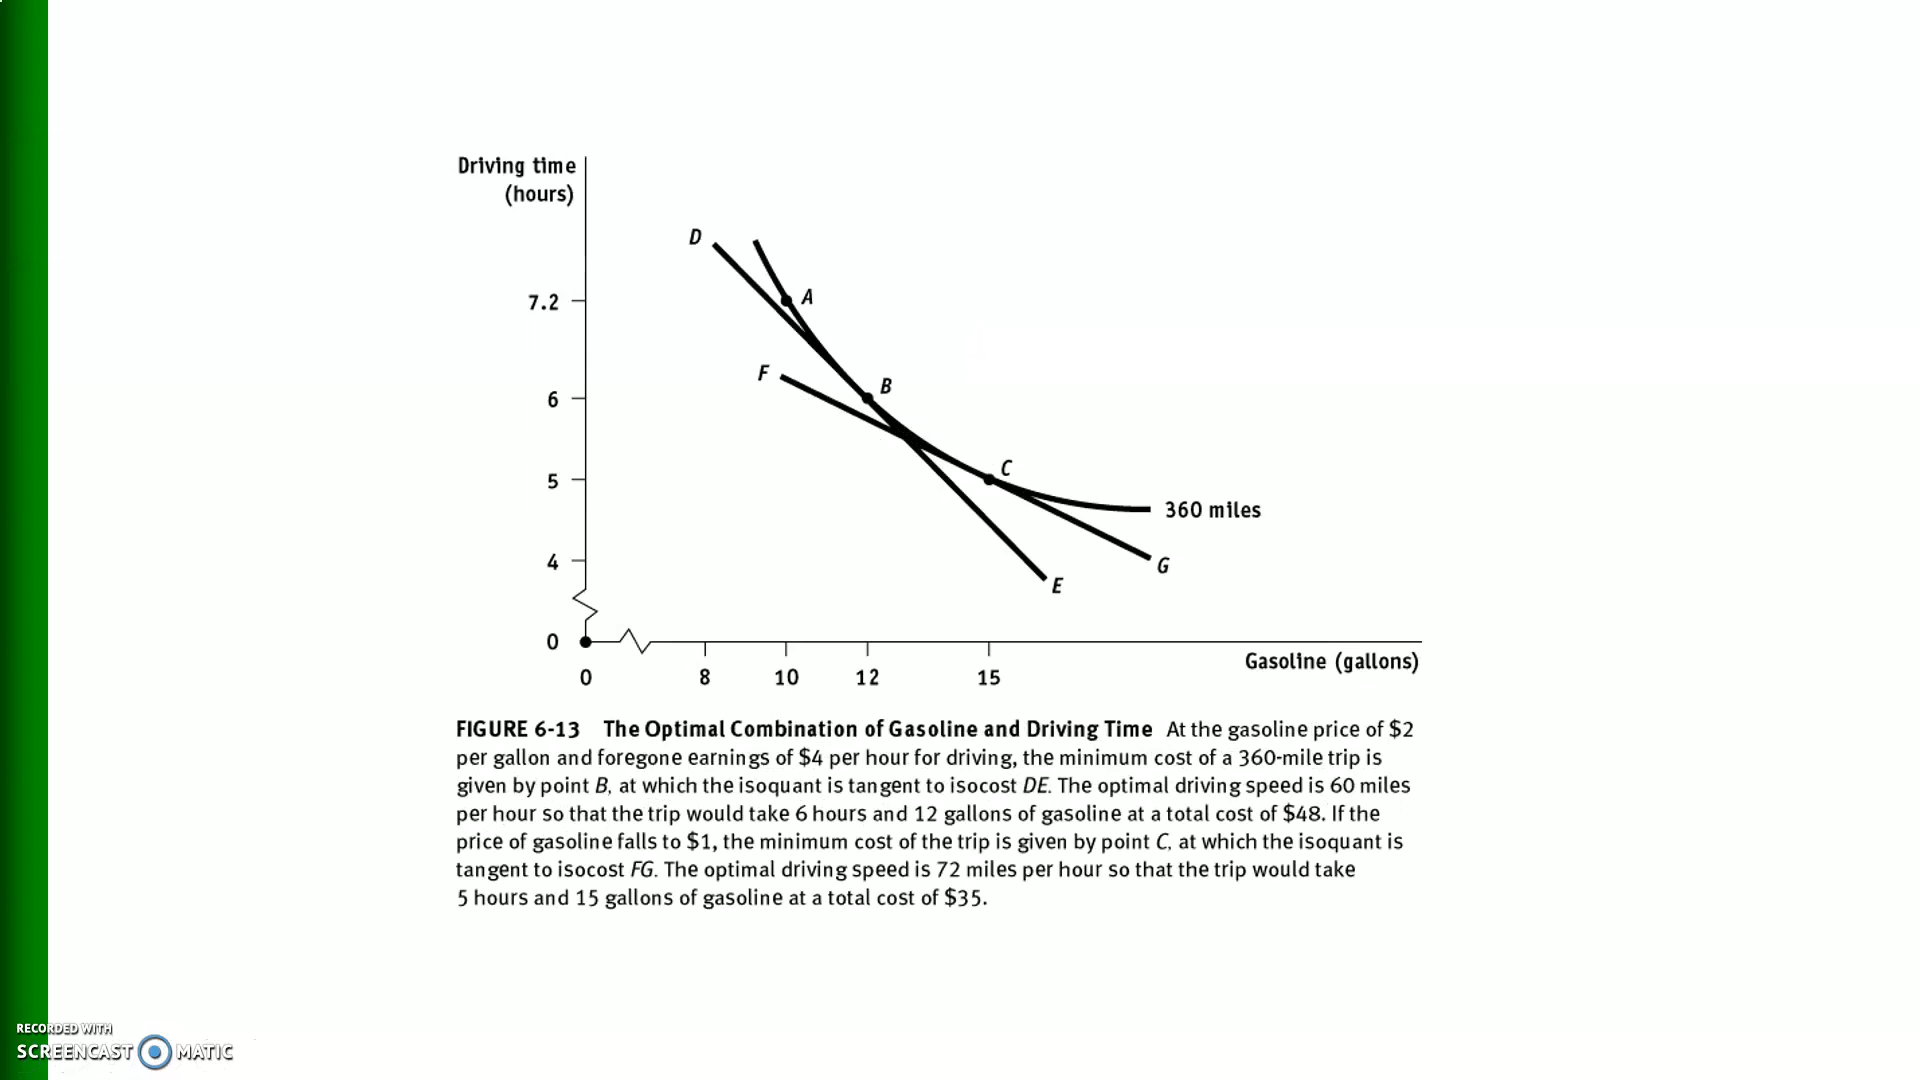 Driving time
(hours)
D
A
7.2
F
B
6
C
5
360 miles
4
G
E
0
Gasoline (gallons)
0 8 10 12 15
FIGURE 6-13 The Optimal Combination of Gasoline and Driving Time At the gasoline price of $2
per gallon and foregone earnings of $4 per hour for driving, the minimum cost of a 360-mile trip is
given by point B, at which the isoquant is tangent to isocost DE. The optimal driving speed is 60 miles
per hour so that the trip would take 6 hours and 12 gallons of gasoline at a total cost of $48. If the
price of gasoline falls to $1, the minimum cost of the trip is given by point C, at which the isoquant is
tangent to isocost FG. The optimal driving speed is 72 miles per hour so that the trip would take
5 hours and 15 gallons of gasoline at a total cost of $35.
RECORDED WITH
SCREENCAST MATIC